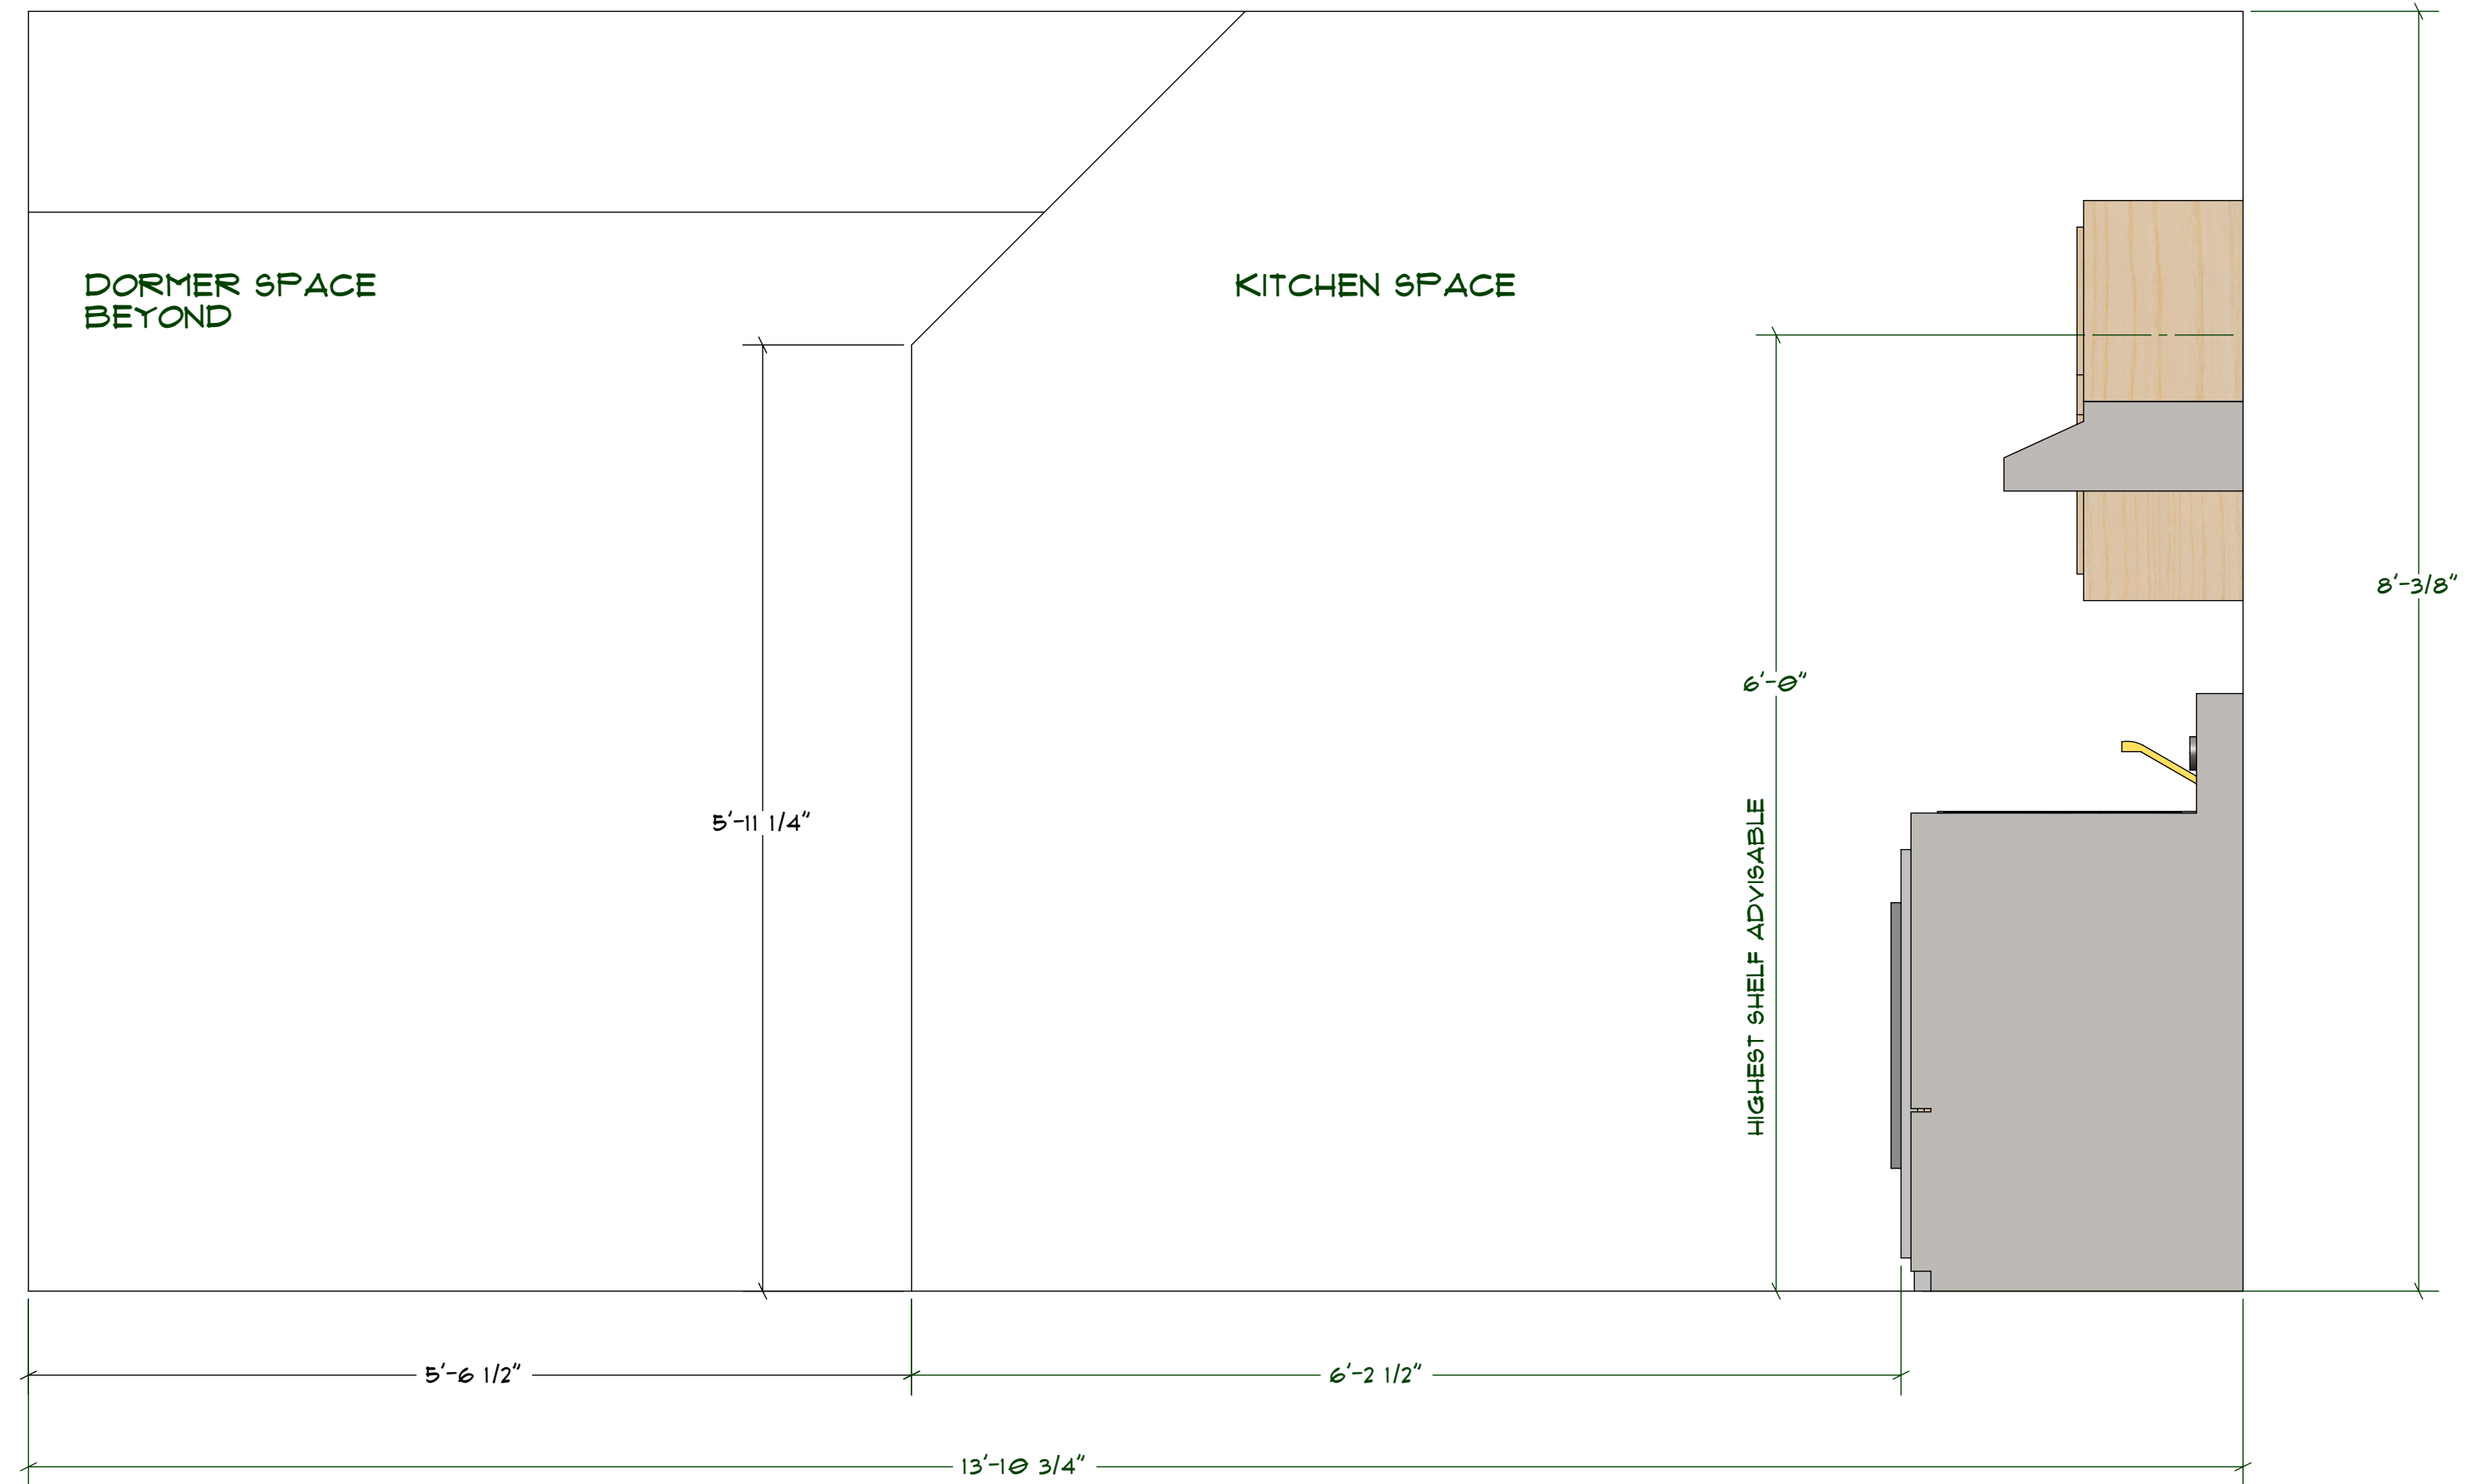 DORMER SPACE
BEYOND
KITCHEN SPACE
8'-3/8"
6'-0"
5'-11 1/4"
HIGHEST SHELF ADVISABLE
5'-6 1/2"
6'-2 1/2"
13'-10 3/4"